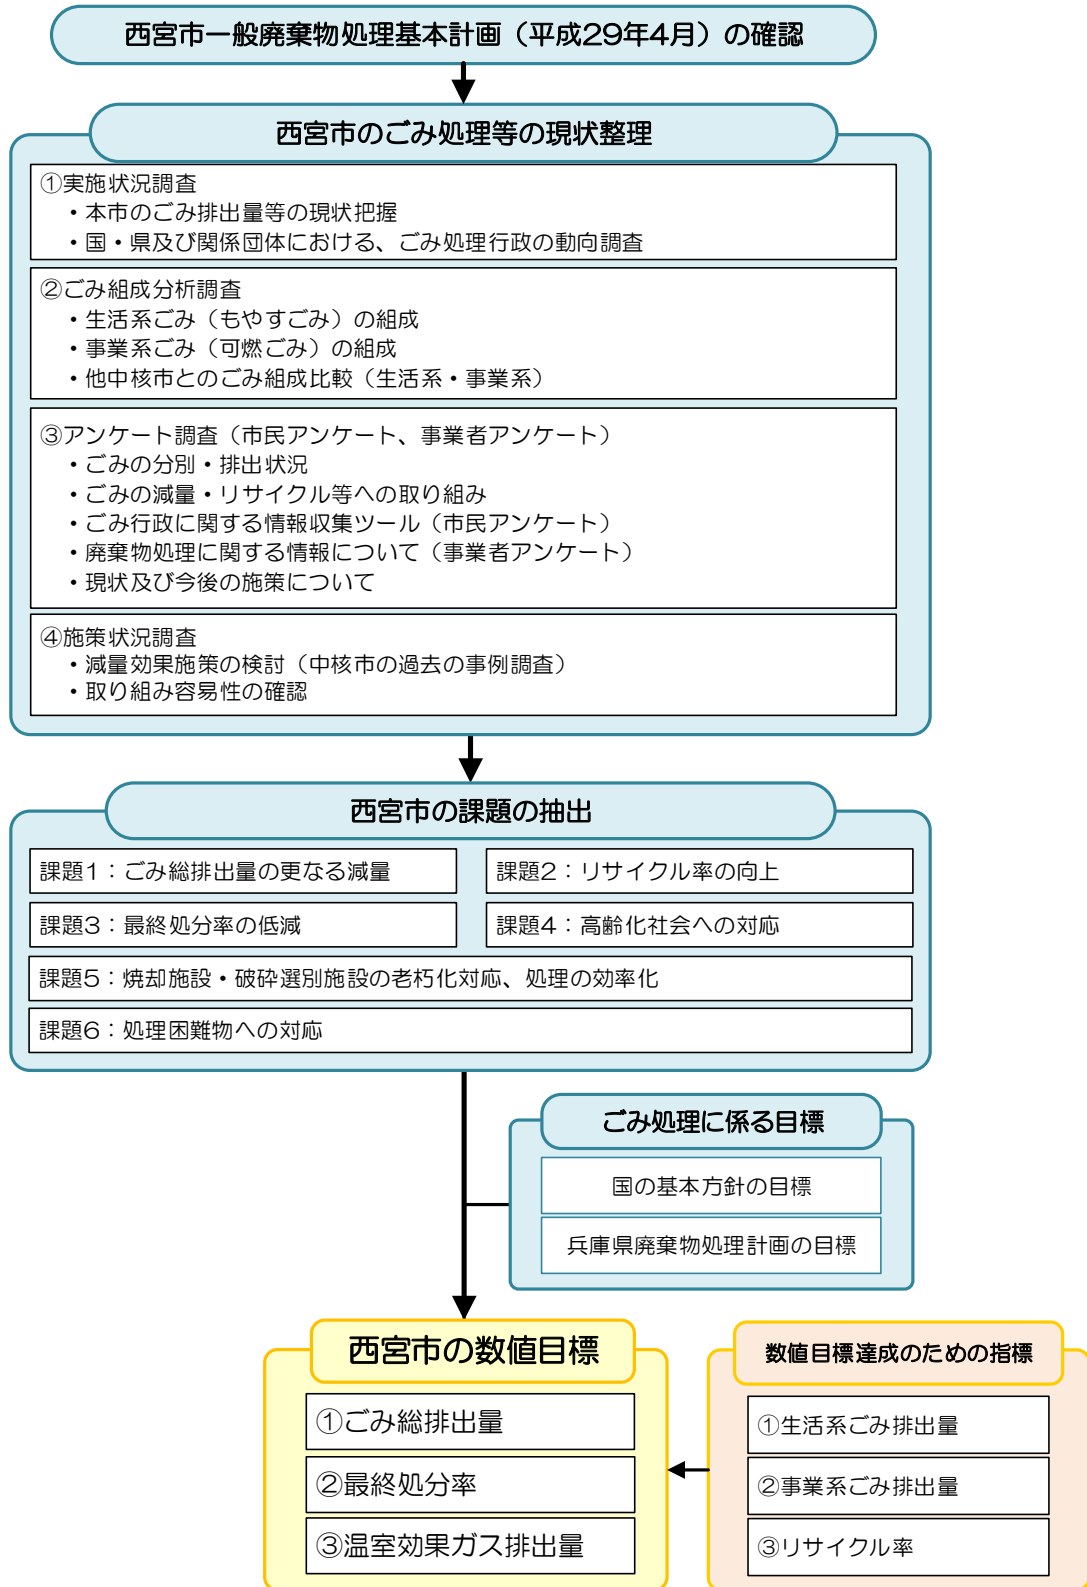 西宮市一般廃棄物処理基本計画（平成29年4月）の確認
西宮市のごみ処理等の現状整理
①実施状況調査
・本市のごみ排出量等の現状把握
・国・県及び関係団体における、ごみ処理行政の動向調査
②ごみ組成分析調査
・生活系ごみ（もやすごみ）の組成
・事業系ごみ（可燃ごみ）の組成
・他中核市とのごみ組成比較（生活系・事業系）
③アンケート調査（市民アンケート、事業者アンケート）
・ごみの分別・排出状況
・ごみの減量・リサイクル等への取り組み
・ごみ行政に関する情報収集ツール（市民アンケート）
・廃棄物処理に関する情報について（事業者アンケート）
・現状及び今後の施策について
④施策状況調査
・減量効果施策の検討（中核市の過去の事例調査）
・取り組み容易性の確認
西宮市の課題の抽出
課題1：ごみ総排出量の更なる減量
課題2：リサイクル率の向上
課題3：最終処分率の低減
課題4：高齢化社会への対応
課題5：焼却施設・破砕選別施設の老朽化対応、処理の効率化
課題6：処理困難物への対応
ごみ処理に係る目標
国の基本方針の目標
兵庫県廃棄物処理計画の目標
西宮市の数値目標
①ごみ総排出量
②最終処分率
③温室効果ガス排出量
数値目標達成のための指標
①生活系ごみ排出量
②事業系ごみ排出量
③リサイクル率